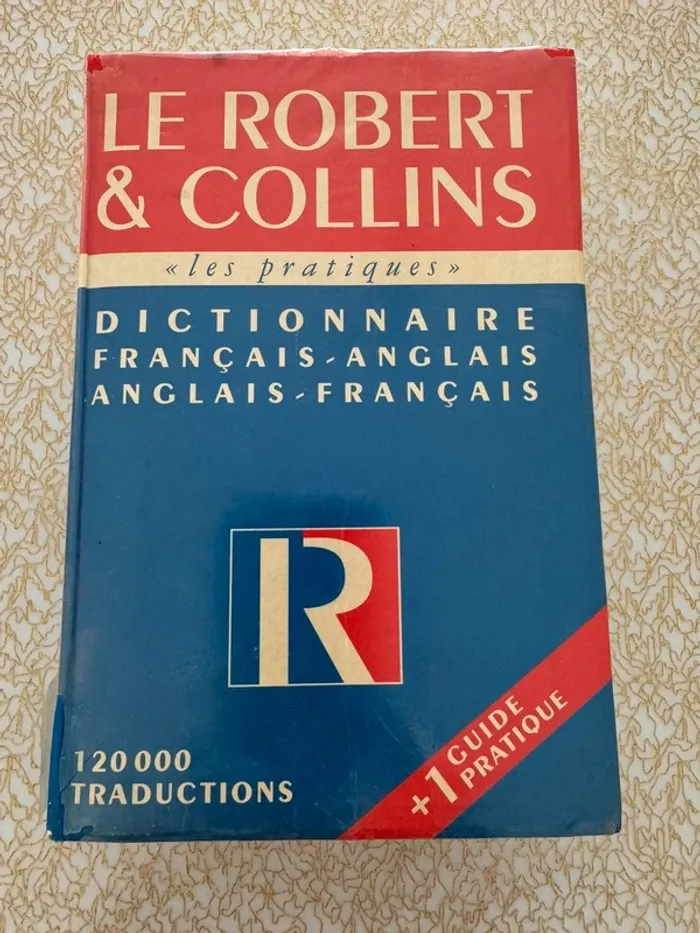 LE ROBERT
& COLLINS
« les pratiques »
DICTIONNAIRE
FRANÇAIS-ANGLAIS
ANGLAIS-FRANÇAIS
R
120 000
TRADUCTIONS
+1 GUIDE
PRATIQUE